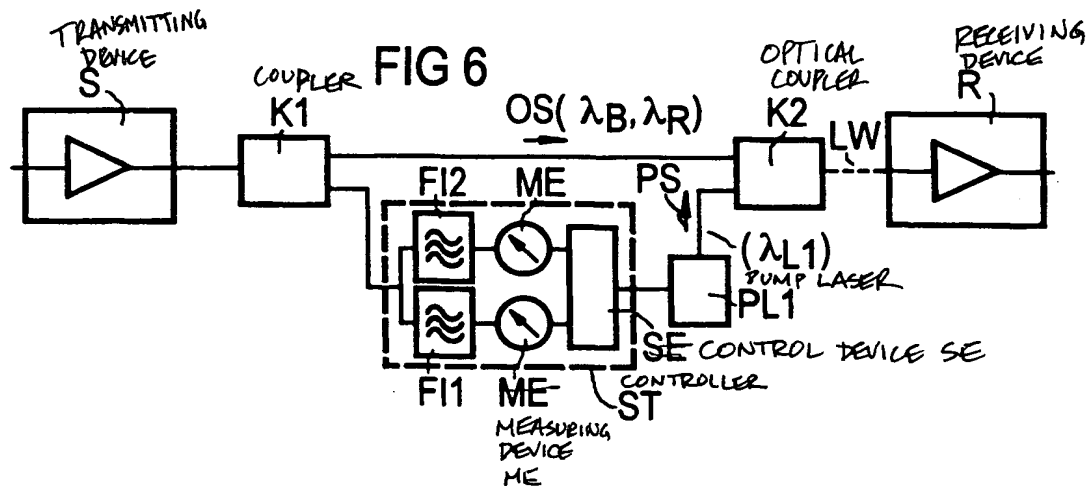 TRANSMITTING
DEVICE
S
COUPLER
K1
FIG 6
OS( λB, λR)
OPTICAL
COUPLER
K2
RECEIVING
DEVICE
R
LW
FI2
ME
PS
(λL1)
PUMP LASER
PL1
SE CONTROL DEVICE SE
FI1
ME
MEASURING
DEVICE
ME
CONTROLLER
ST